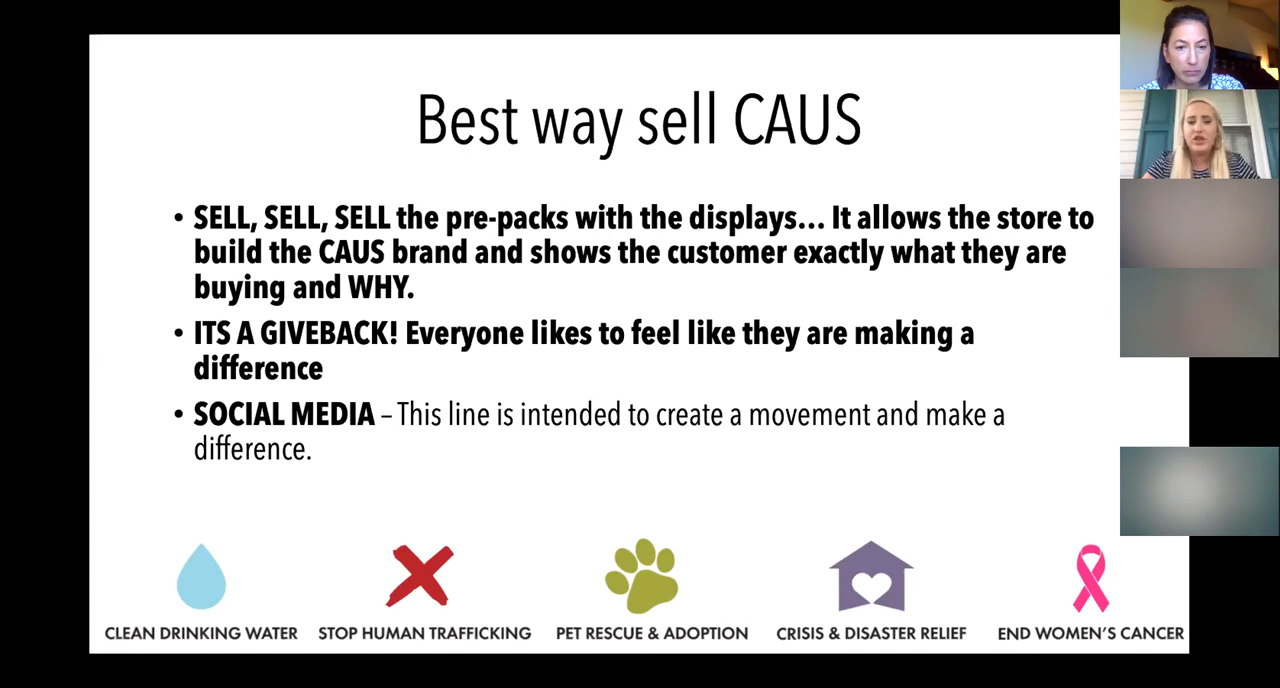 Best way sell CAUS
• SELL, SELL, SELL the pre-packs with the displays… It allows the store to
build the CAUS brand and shows the customer exactly what they are
buying and WHY.
• ITS A GIVEBACK! Everyone likes to feel like they are making a
difference
• SOCIAL MEDIA – This line is intended to create a movement and make a
difference.
CLEAN DRINKING WATER
STOP HUMAN TRAFFICKING
PET RESCUE & ADOPTION
CRISIS & DISASTER RELIEF
END WOMEN'S CANCER